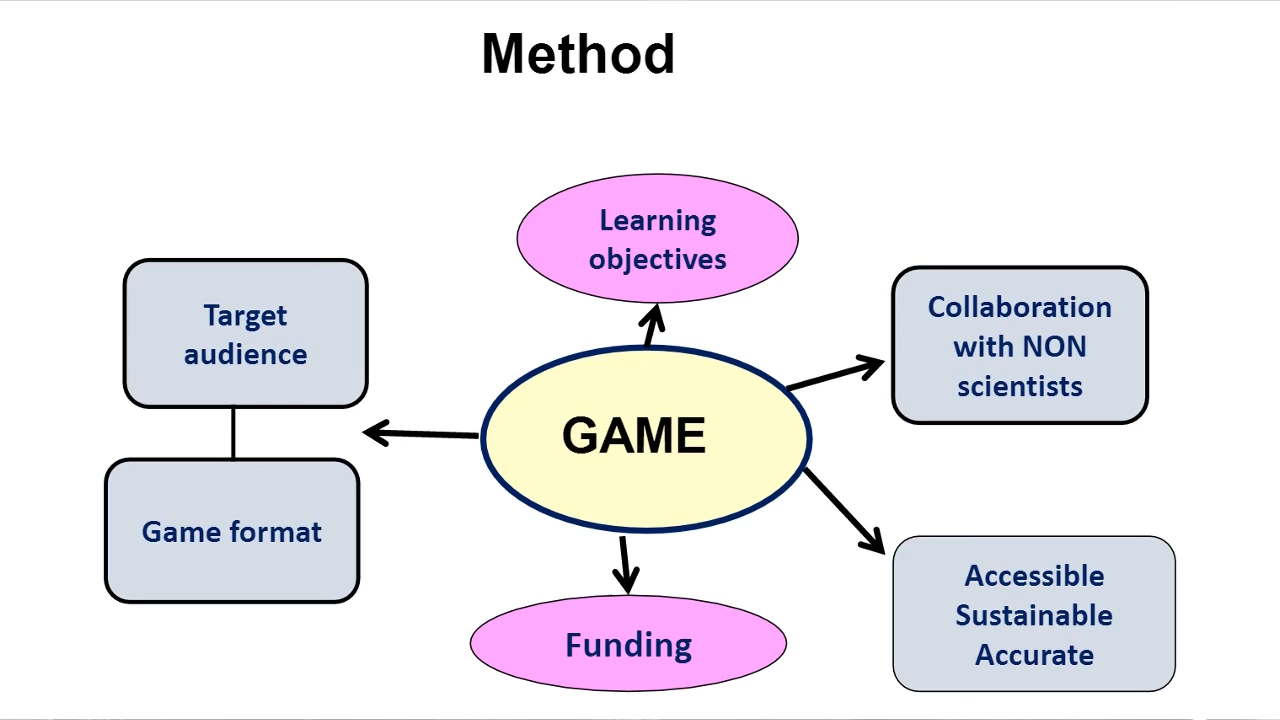 Method
Learning
objectives
Target
audience
Collaboration
with NON
scientists
GAME
Game format
Accessible
Sustainable
Accurate
Funding